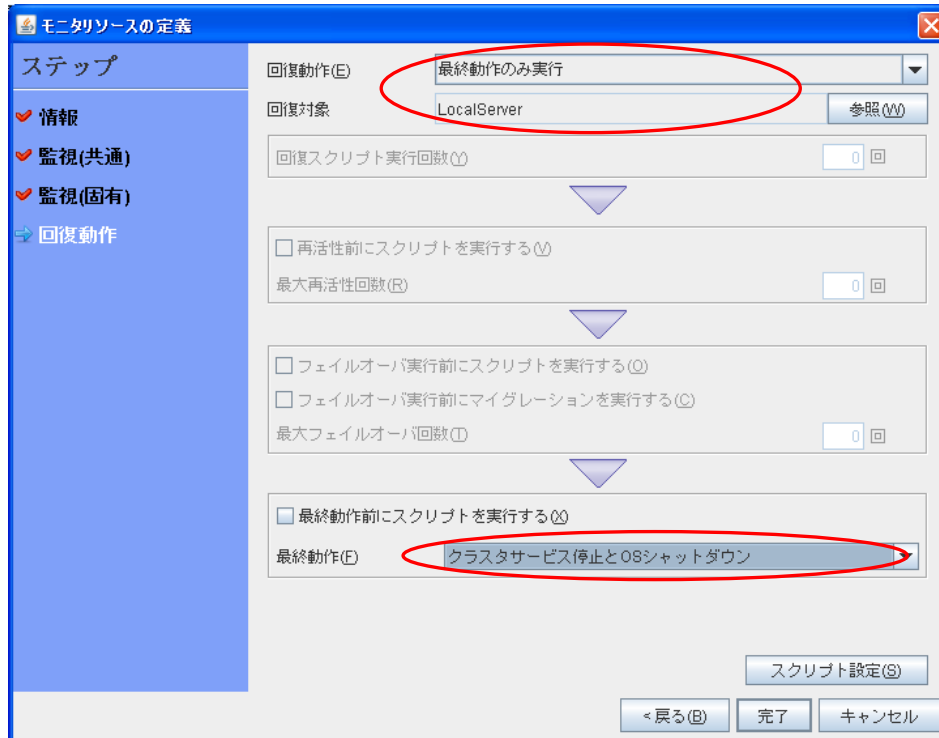 モニタリソースの定義
ステップ
情報
監視(共通)
監視(固有)
回復動作
回復動作(E) 最終動作のみ実行
回復対象 LocalServer 参照(W)
回復スクリプト実行回数(Y) 0 回
再活性前にスクリプトを実行する(V)
最大再活性回数(R) 0 回
フェイルオーバ実行前にスクリプトを実行する(O)
フェイルオーバ実行前にマイグレーションを実行する(C)
最大フェイルオーバ回数(T) 0 回
最終動作前にスクリプトを実行する(X)
最終動作(F) クラスタサービス停止とOSシャットダウン
スクリプト設定(S)
<戻る(B) 完了 キャンセル